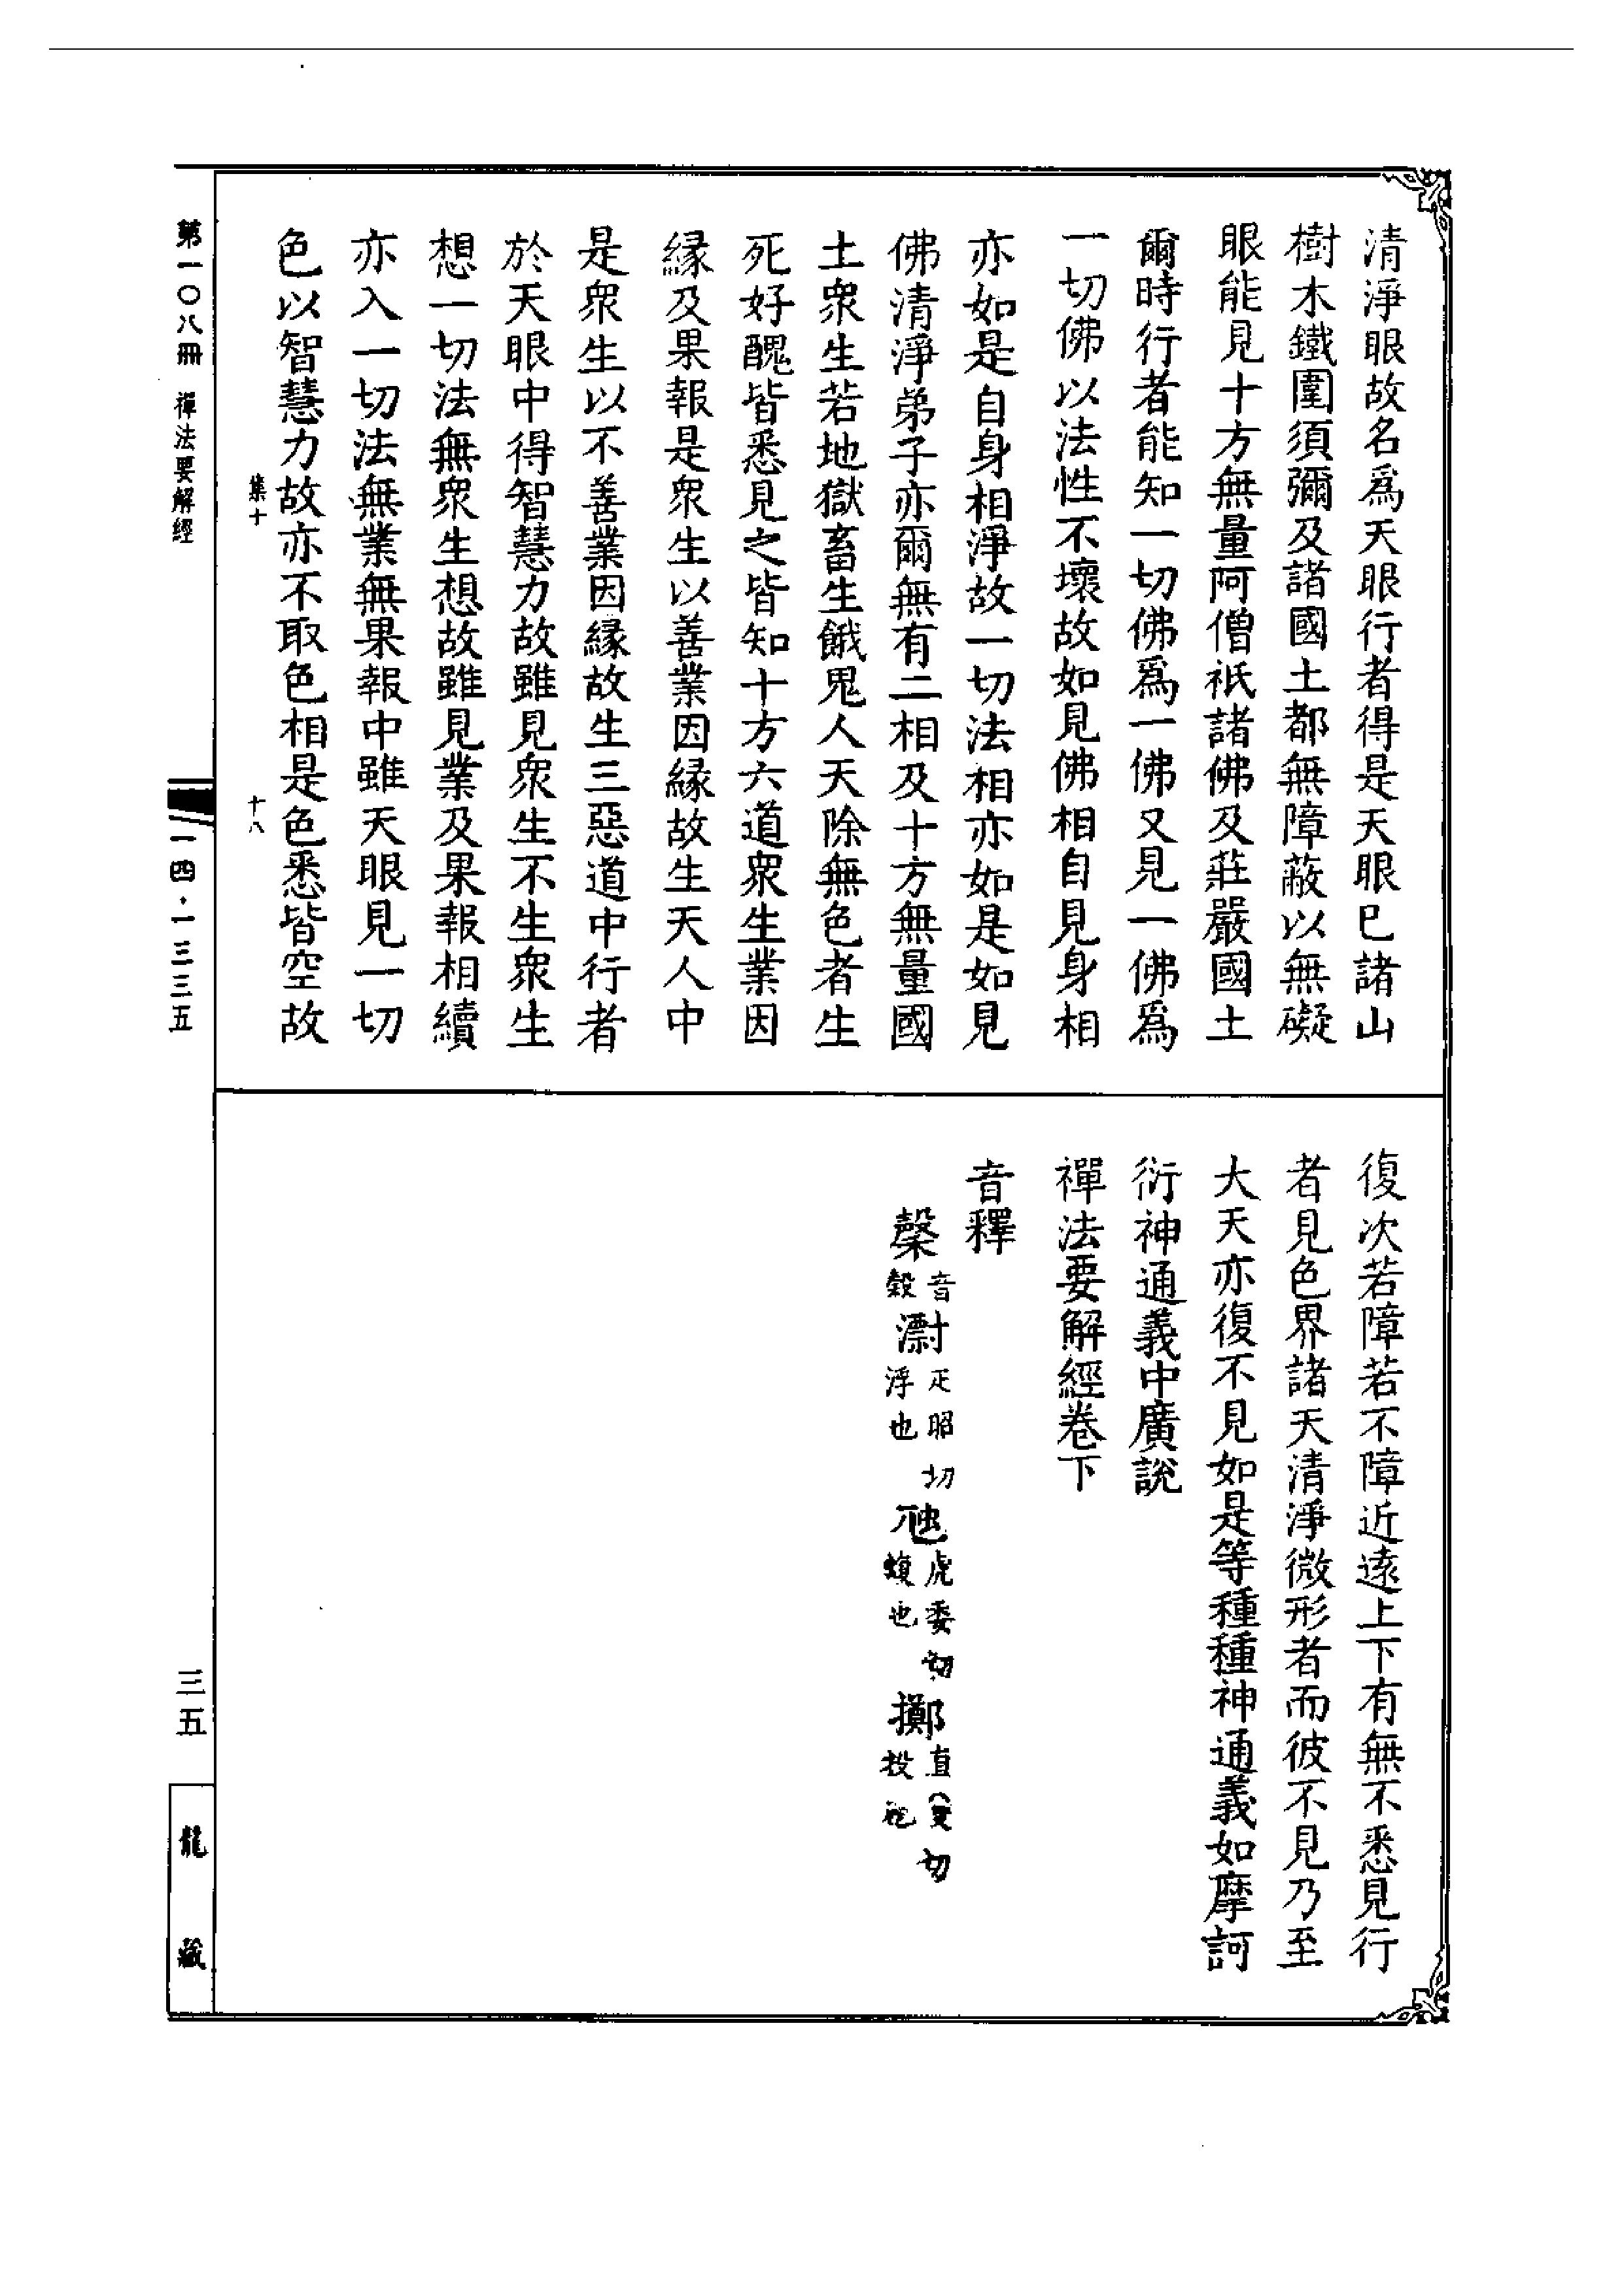 清淨眼故名爲天眼行者得是天眼巳諸山
樹木鐵圍須彌及諸國土都無障蔽以無礙
眼能見十方無量阿僧祇諸佛及莊嚴國土
爾時行者能知一切佛爲一佛又見一佛爲
一切佛以法性不壞故如見佛相自見身相
亦如是自身相淨故一切法相亦如是如見
佛清淨弟子亦爾無有二相及十方無量國
土衆生若地獄畜生餓鬼人天除無色者生
死好醜皆悉見之皆知十方六道衆生業因
緣及果報是衆生以善業因緣故生天人中
是衆生以不善業因緣故生三惡道中行者
於天眼中得智慧力故雖見衆生不生衆生
想一切法無衆生想故雖見業及果報相續
亦入一切法無業無果報中雖天眼見一切
色以智慧力故亦不取色相是色悉皆空故
集十 十八
復次若障若不障近遠上下有無不悉見行
者見色界諸天清淨微形者而彼不見乃至
大天亦復不見如是等種種神通義如摩訶
衍神通義中廣說
禪法要解經卷下
音釋
音 疋昭切浮也 虎委切蝮也 擲 直切投
第一〇八冊 禪法要解經
一四·一三三五
三五
龍藏